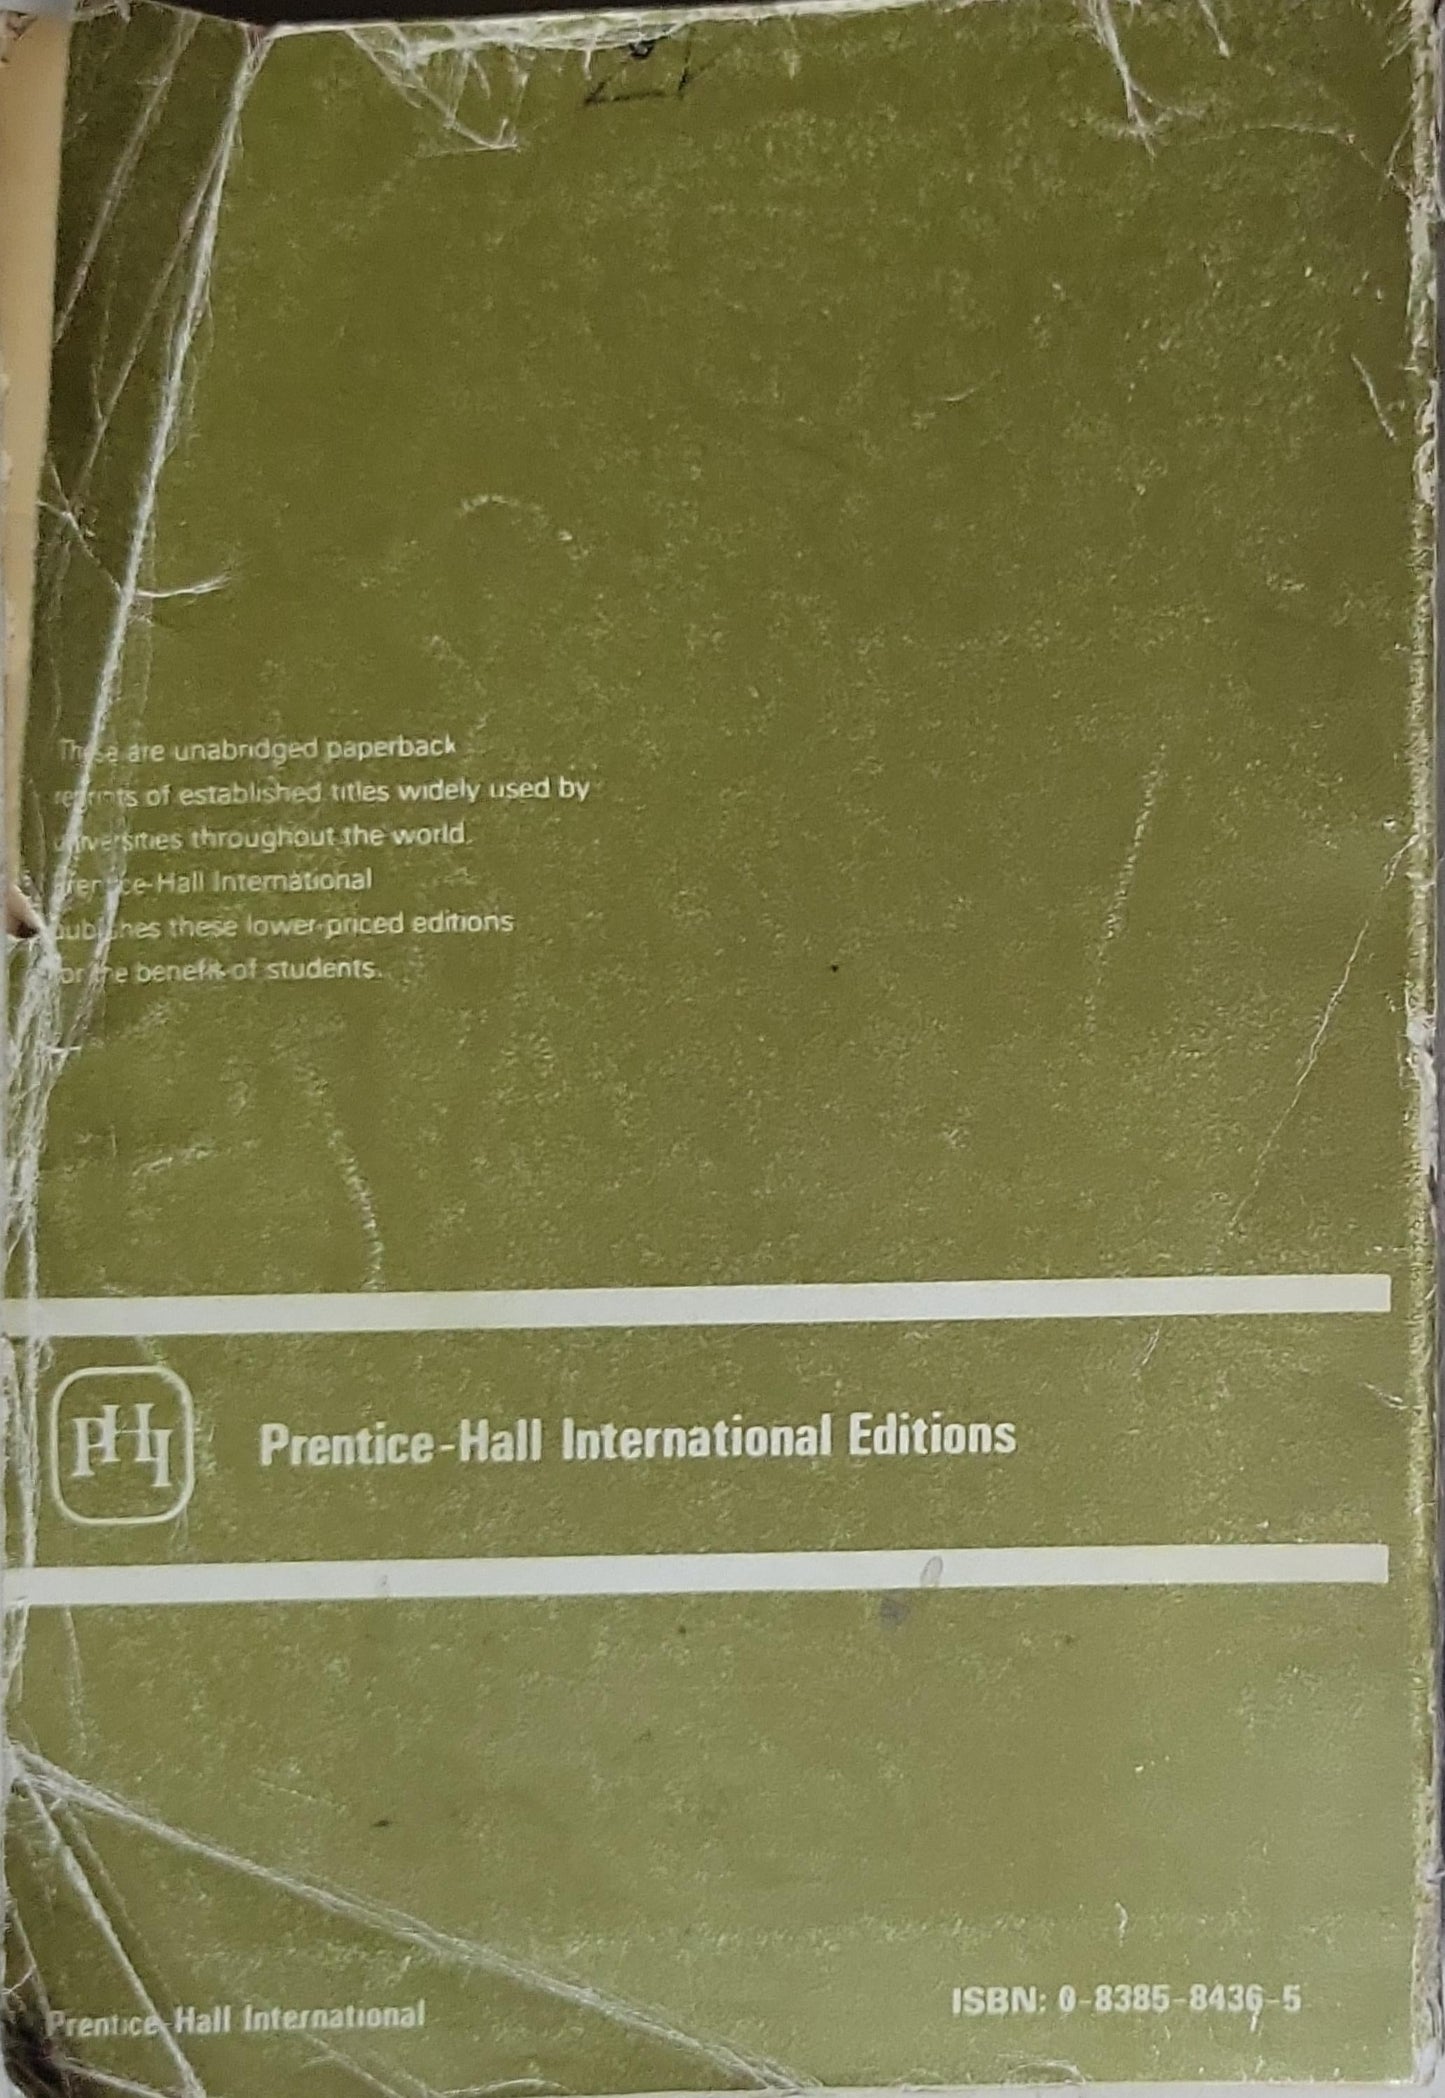 These are unabridged paperback
reprints of established titles widely used by
universities throughout the world.
Prentice-Hall International
publishes these lower-priced editions
for the benefit of students.
PHI
Prentice-Hall International Editions
Prentice-Hall International
ISBN: 0-8385-8436-5